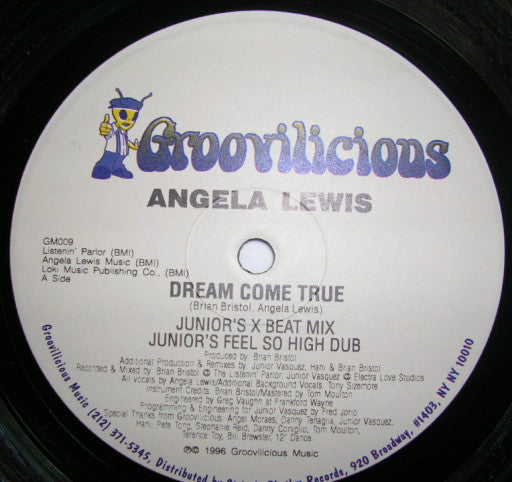 Groovilicious
ANGELA LEWIS
GM009
Listenin' Parlor (BMI)
Angela Lewis Music (BMI)
Loki Music Publishing Co., (BMI)
A Side
DREAM COME TRUE
(Brian Bristol, Angela Lewis)
JUNIOR'S X BEAT MIX
JUNIOR'S FEEL SO HIGH DUB
Produced by Brian Bristol
Additional Production & Remixes by Junior Vasquez, Hani & Brian Bristol
Recorded & Mixed by Brian Bristol @ The Listenin' Parlor, Junior Vasquez @ Electra Love Studios
All vocals by Angela Lewis/Additional Background Vocals: Tony Sizemore
Instrument Credits: Brian Bristol/Mastered by Tom Moulton
Engineered by Greg Vaughn at Frankford Wayne
Programming & Engineering for Junior Vasquez by Fred Jorio
Special Thanks from Groovilicious: Angel Moraes, Danny Tenaglia, Junior Vasquez,
Hani, Pete Tong, Stephanie Reid, Danny Coniglio, Tom Moulton,
Terence Toy, Bill Brewster, 12" Dance
℗© 1996 Groovilicious Music
Groovilicious Music (212) 371-5345, Distributed by Rhythm Records, 920 Broadway, #1403, NY NY 10010